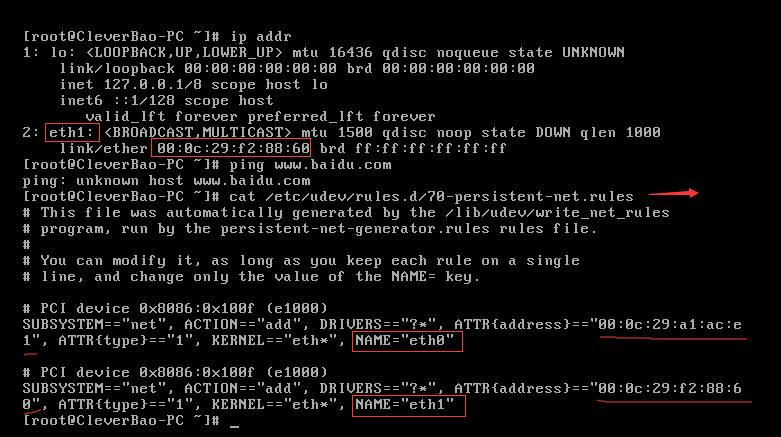 [root@CleverBao-PC ~]# ip addr
1: lo: <LOOPBACK,UP,LOWER_UP> mtu 16436 qdisc noqueue state UNKNOWN
    link/loopback 00:00:00:00:00:00 brd 00:00:00:00:00:00
    inet 127.0.0.1/8 scope host lo
    inet6 ::1/128 scope host
       valid_lft forever preferred_lft forever
2: eth1: <BROADCAST,MULTICAST> mtu 1500 qdisc noop state DOWN qlen 1000
    link/ether 00:0c:29:f2:88:60 brd ff:ff:ff:ff:ff:ff
[root@CleverBao-PC ~]# ping www.baidu.com
ping: unknown host www.baidu.com
[root@CleverBao-PC ~]# cat /etc/udev/rules.d/70-persistent-net.rules
# This file was automatically generated by the /lib/udev/write_net_rules
# program, run by the persistent-net-generator.rules rules file.
#
# You can modify it, as long as you keep each rule on a single
# line, and change only the value of the NAME= key.

# PCI device 0x8086:0x100f (e1000)
SUBSYSTEM=="net", ACTION=="add", DRIVERS=="?*", ATTR{address}=="00:0c:29:a1:ac:e
1", ATTR{type}=="1", KERNEL=="eth*", NAME="eth0"

# PCI device 0x8086:0x100f (e1000)
SUBSYSTEM=="net", ACTION=="add", DRIVERS=="?*", ATTR{address}=="00:0c:29:f2:88:6
0", ATTR{type}=="1", KERNEL=="eth*", NAME="eth1"
[root@CleverBao-PC ~]# _